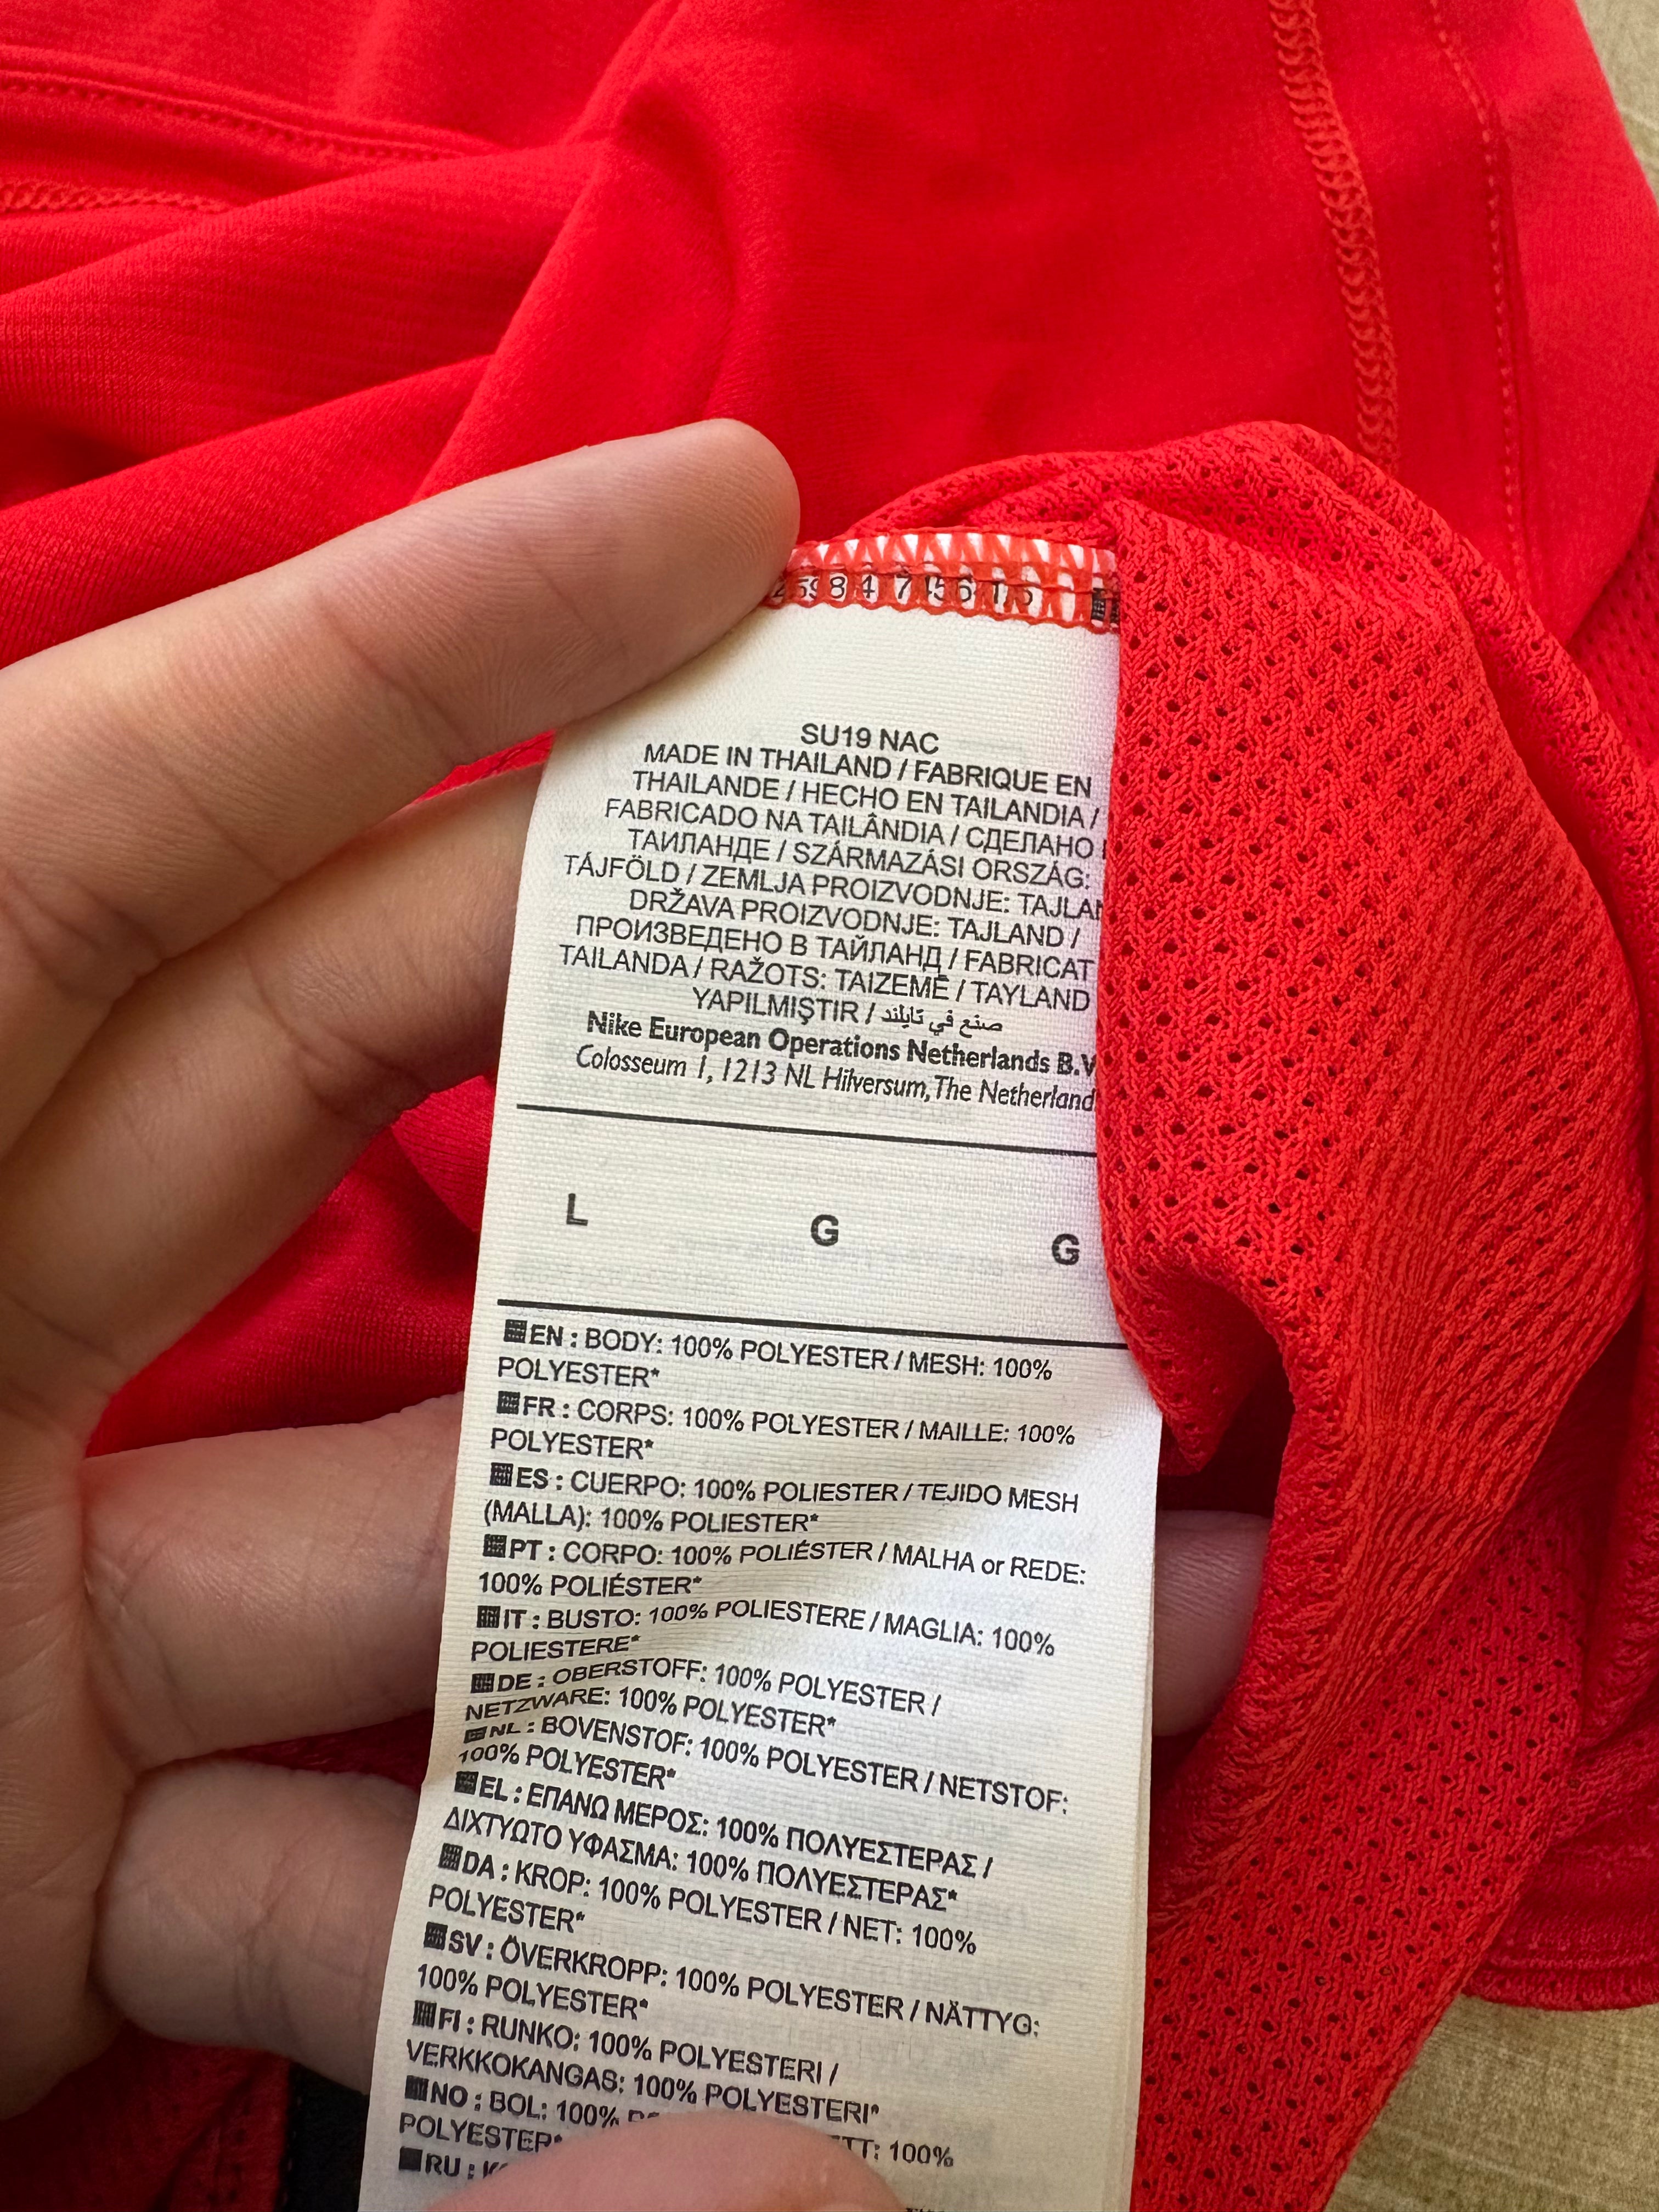 SU19 NAC
MADE IN THAILAND / FABRIQUE EN
THAILANDE / HECHO EN TAILANDIA /
FABRICADO NA TAILÂNDIA / СДЕЛАНО
ТАИЛАНДЕ / SZÁRMAZÁSI ORSZÁG:
TÁJFÖLD / ZEMLJA PROIZVODNJE:
DRŽAVA PROIZVODNJE: TAJLAND /
ПРОИЗВЕДЕНО В ТАЙЛАНД / FABRICAT
TAILANDA / RAŽOTS: TAIZEMĒ / TAYLAND
YAPILMIŞTIR / صنع في تايلند
Nike European Operations Netherlands B.V
Colosseum 1, 1213 NL Hilversum, The Netherland
L G G
EN : BODY: 100% POLYESTER / MESH: 100%
POLYESTER*
FR : CORPS: 100% POLYESTER / MAILLE: 100%
POLYESTER*
ES : CUERPO: 100% POLIESTER / TEJIDO MESH
(MALLA): 100% POLIESTER*
PT : CORPO: 100% POLIÉSTER / MALHA or REDE:
100% POLIÉSTER*
IT : BUSTO: 100% POLIESTERE / MAGLIA: 100%
POLIESTERE*
DE : OBERSTOFF: 100% POLYESTER /
NETZWARE: 100% POLYESTER*
NL : BOVENSTOF: 100% POLYESTER / NETSTOF:
100% POLYESTER*
EL : ΕΠΑΝΩ ΜΕΡΟΣ: 100% ΠΟΛΥΕΣΤΕΡΑΣ /
ΔΙΧΤΥΩΤΟ ΥΦΑΣΜΑ: 100% ΠΟΛΥΕΣΤΕΡΑΣ*
DA : KROP: 100% POLYESTER / NET: 100%
POLYESTER*
SV : ÖVERKROPP: 100% POLYESTER / NÄTTYG:
100% POLYESTER*
FI : RUNKO: 100% POLYESTERI /
VERKKOKANGAS: 100% POLYESTERI*
NO : BOL: 100% 100%
POLYESTER*
RU :